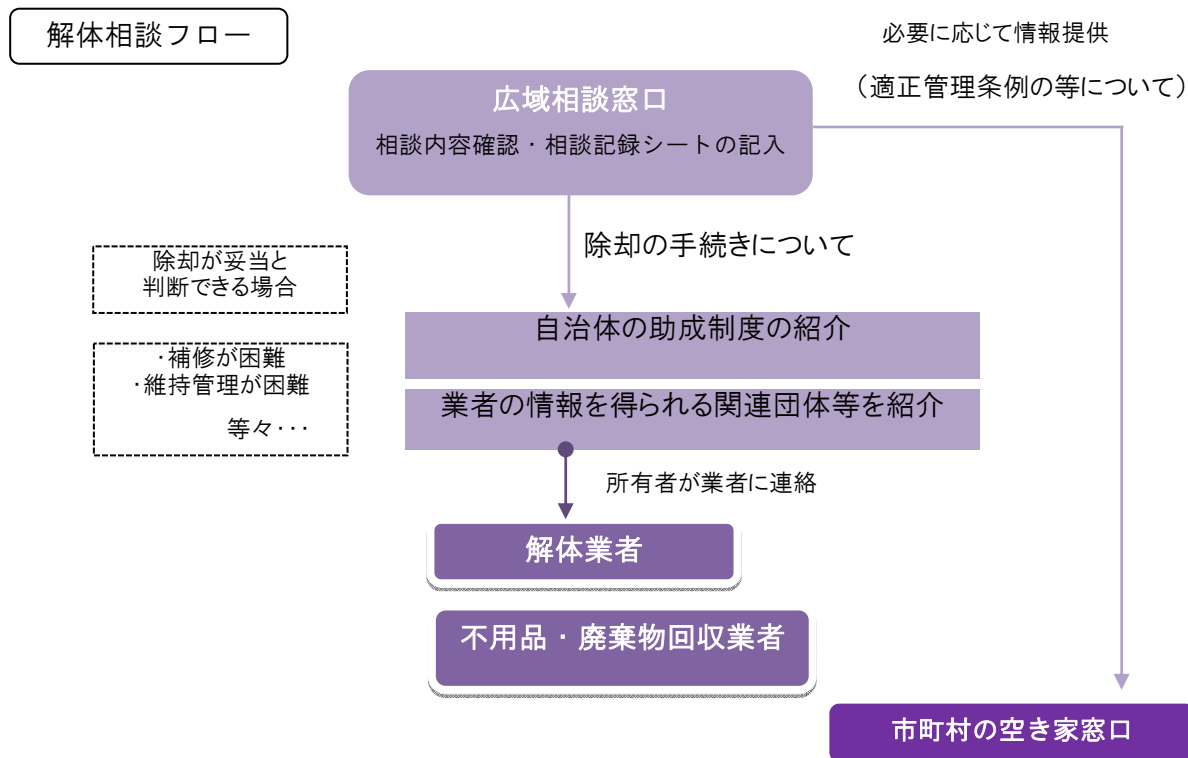 解体相談フロー
必要に応じて情報提供
（適正管理条例の等について）
広域相談窓口
相談内容確認・相談記録シートの記入
除却の手続きについて
除却が妥当と
判断できる場合
・補修が困難
・維持管理が困難
等々・・・
自治体の助成制度の紹介
業者の情報を得られる関連団体等を紹介
所有者が業者に連絡
解体業者
不用品・廃棄物回収業者
市町村の空き家窓口